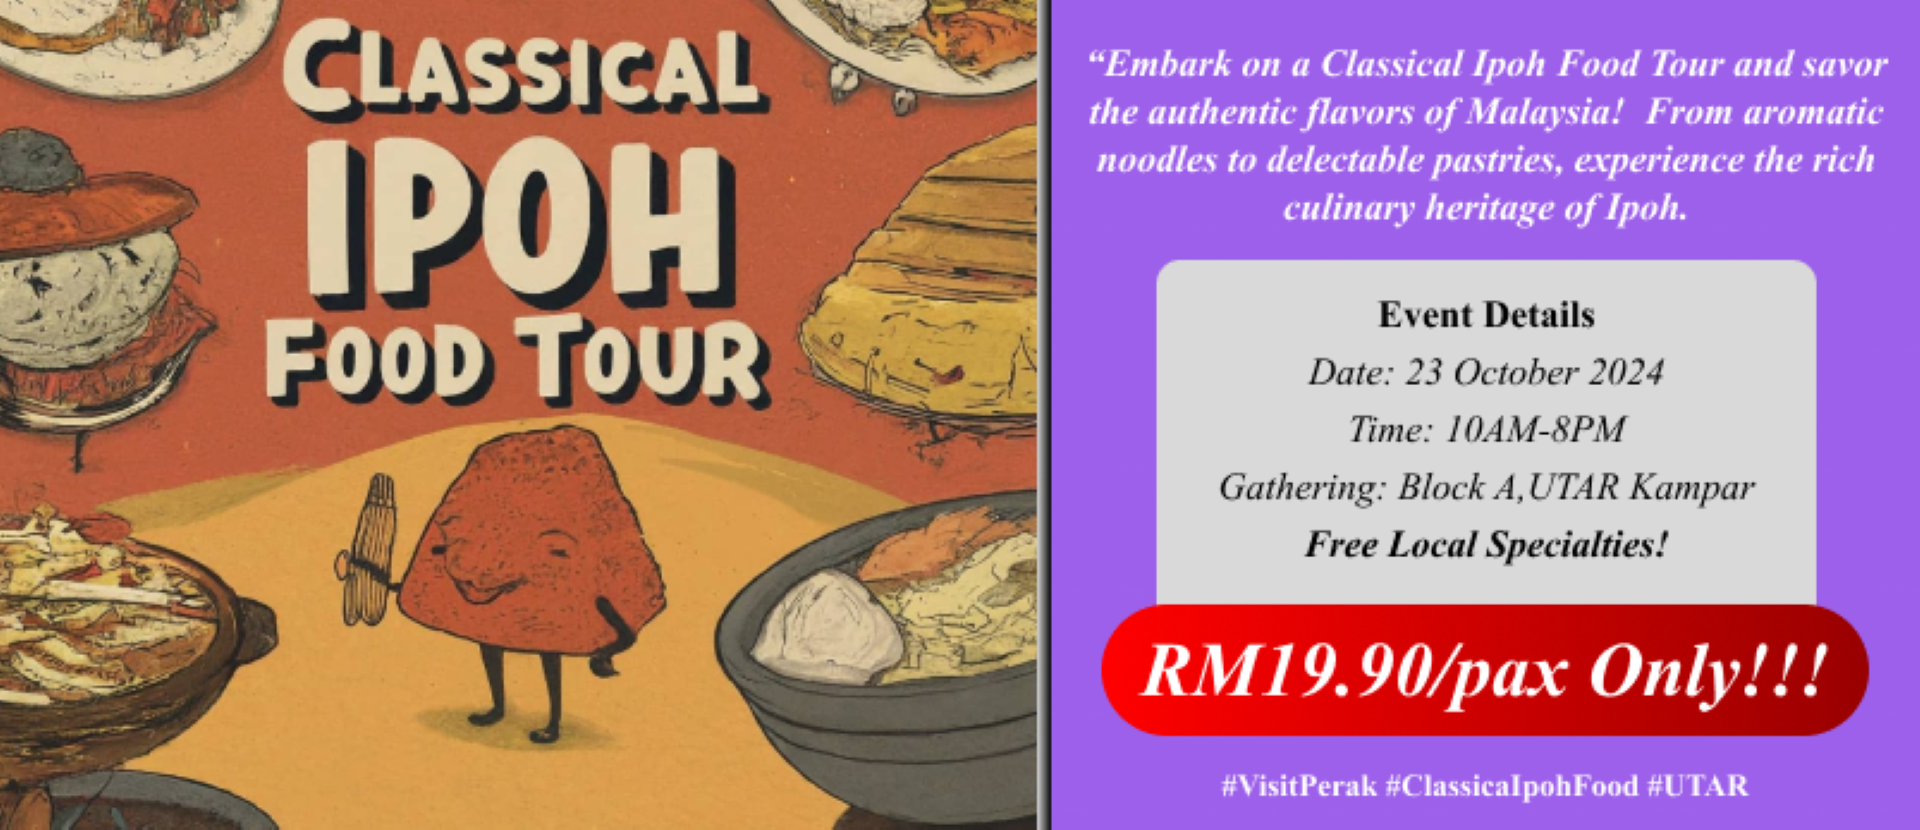 CLASSICAL
IPOH
FOOD TOUR
“Embark on a Classical Ipoh Food Tour and savor
the authentic flavors of Malaysia!  From aromatic
noodles to delectable pastries, experience the rich
culinary heritage of Ipoh.
Event Details
Date: 23 October 2024
Time: 10AM-8PM
Gathering: Block A,UTAR Kampar
Free Local Specialties!
RM19.90/pax Only!!!
#VisitPerak #ClassicaIpohFood #UTAR